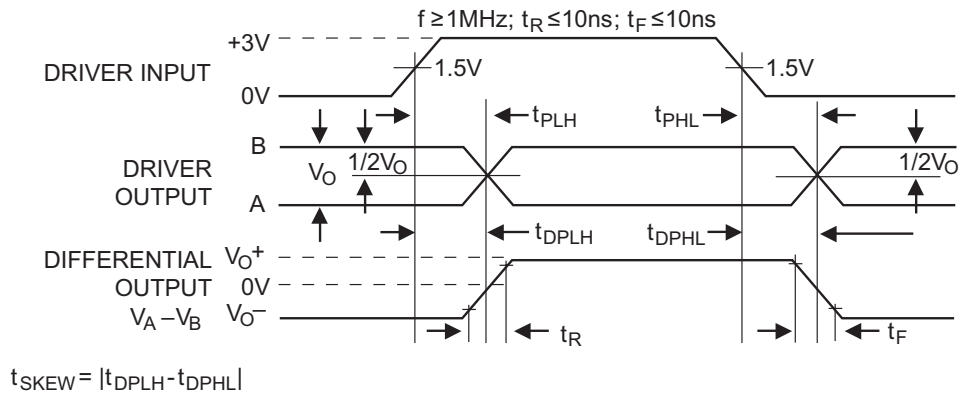 f ≥1MHz; tR ≤10ns; tF ≤10ns
+3V
DRIVER INPUT
1.5V
1.5V
0V
tPLH
tPHL
B
DRIVER
OUTPUT
VO
1/2VO
1/2VO
A
tDPLH
tDPHL
DIFFERENTIAL
OUTPUT
VA –VB
VO+
0V
VO–
tR
tF
tSKEW = |tDPLH - tDPHL|